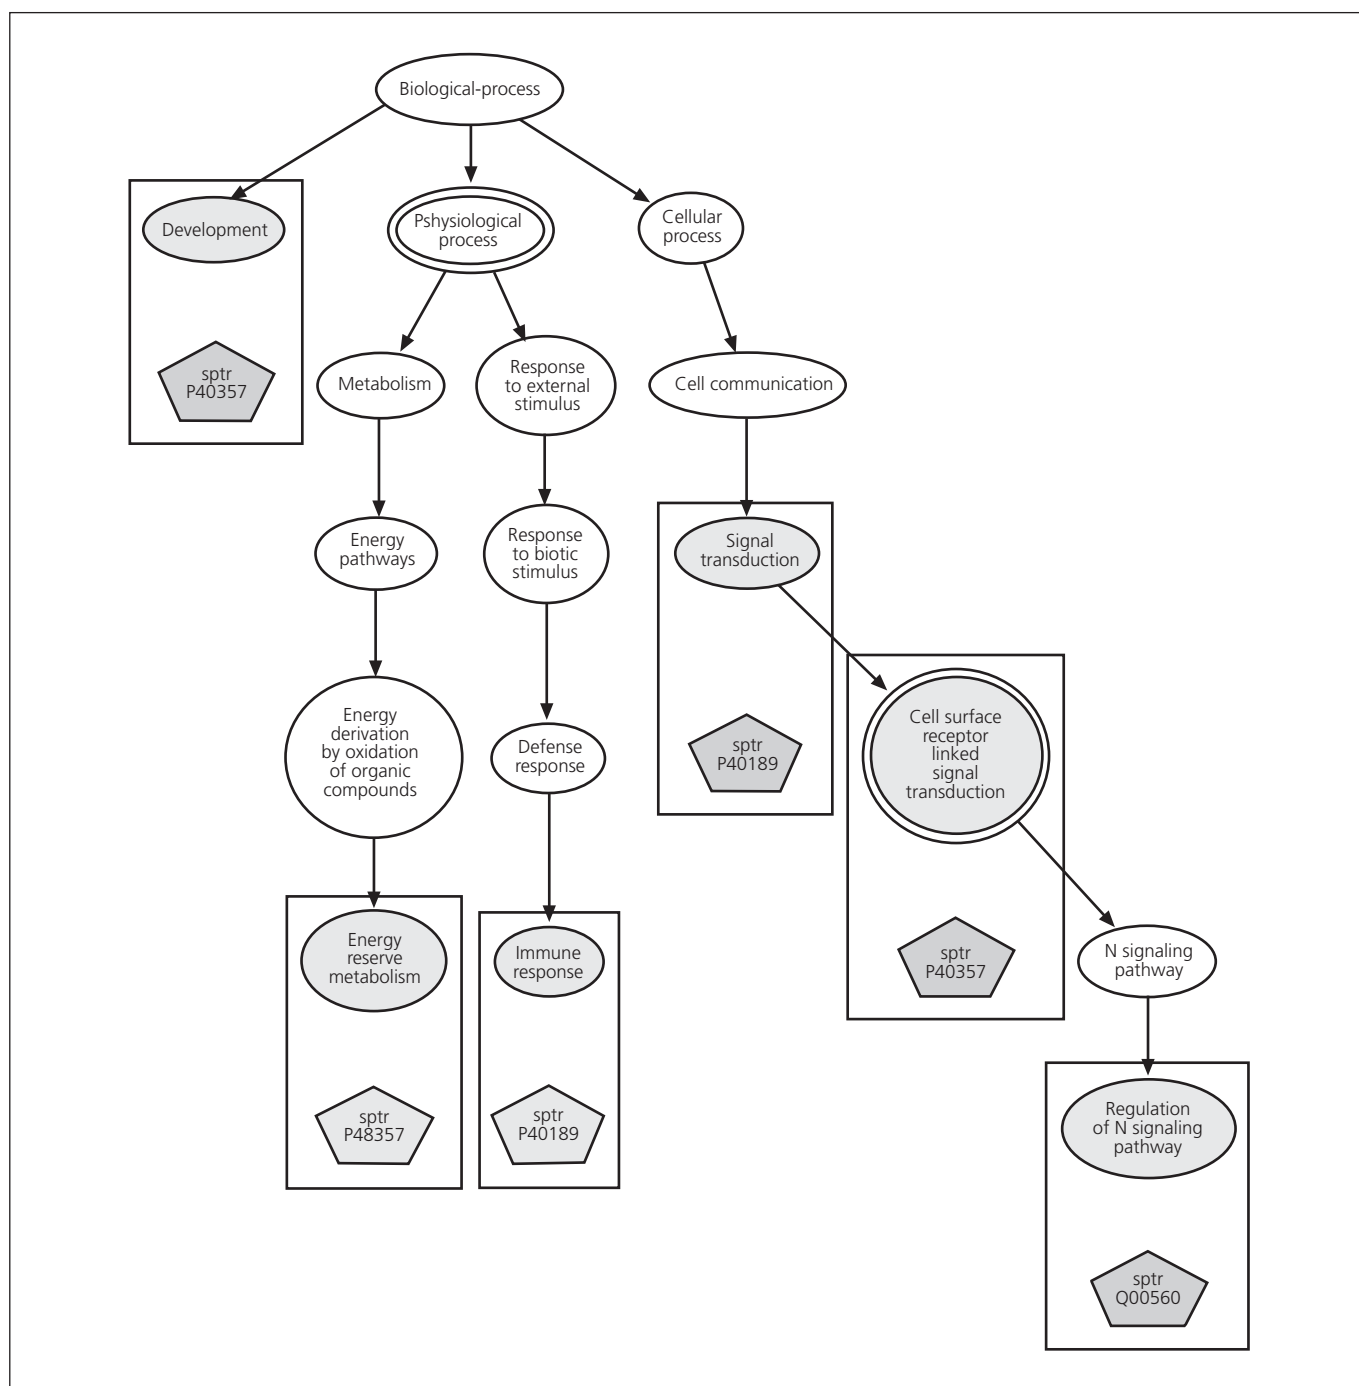 Biological-process
Development
Pshysiological
process
Cellular
process
sptr
P40357
Metabolism
Response
to external
stimulus
Cell communication
Energy
pathways
Response
to biotic
stimulus
Signal
transduction
Energy
derivation
by oxidation
of organic
compounds
Defense
response
sptr
P40189
Cell surface
receptor
linked
signal
transduction
Energy
reserve
metabolism
Immune
response
sptr
P40357
N signaling
pathway
sptr
P48357
sptr
P40189
Regulation
of N signaling
pathway
sptr
Q00560